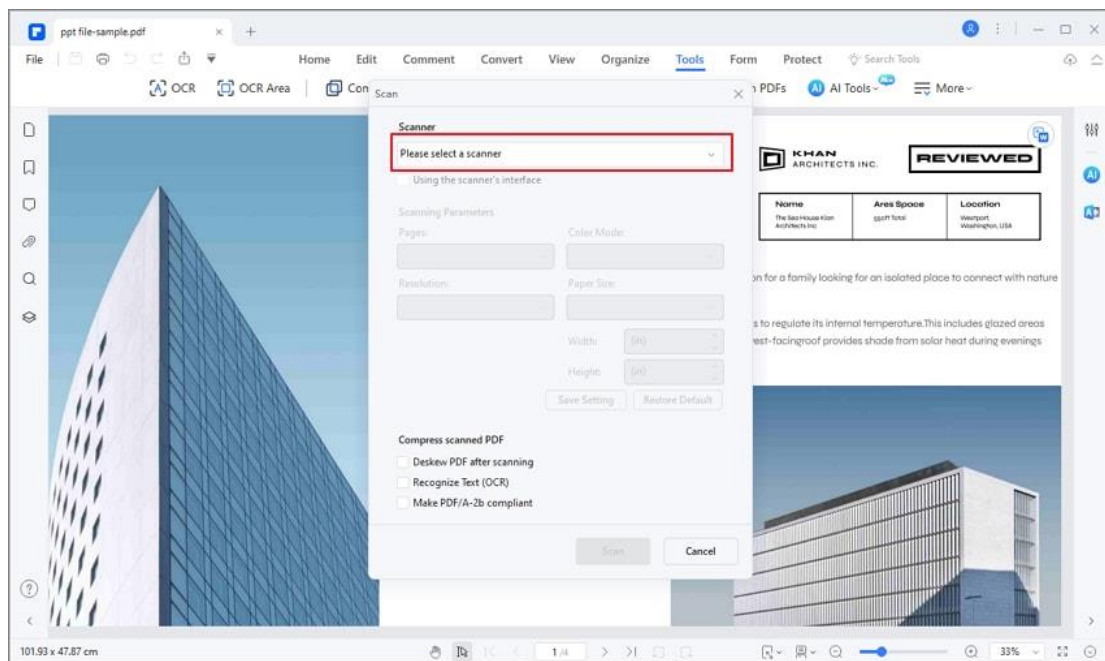 ppt file-sample.pdf
File
Home Edit Comment Convert View Organize Tools Form Protect Search Tools
OCR OCR Area Con PDFs AI Tools More
Scan
Scanner
Please select a scanner
Using the scanner's interface
Scanning Parameters
Pages: Color Mode:
Resolution: Paper Size:
Width: (in)
Height: (in)
Save Setting Restore Default
Compress scanned PDF
Deskew PDF after scanning
Recognize Text (OCR)
Make PDF/A-2b compliant
Scan Cancel
KHAN
ARCHITECTS INC.
REVIEWED
Name Ares Space Location
The Sea House Klan Total Westport,
Architects Inc Washington, USA
on for a family looking for an isolated place to connect with nature
s to regulate its internal temperature.This includes glazed areas
est-facingroof provides shade from solar heat during evenings
101.93 x 47.87 cm 1/4 33%